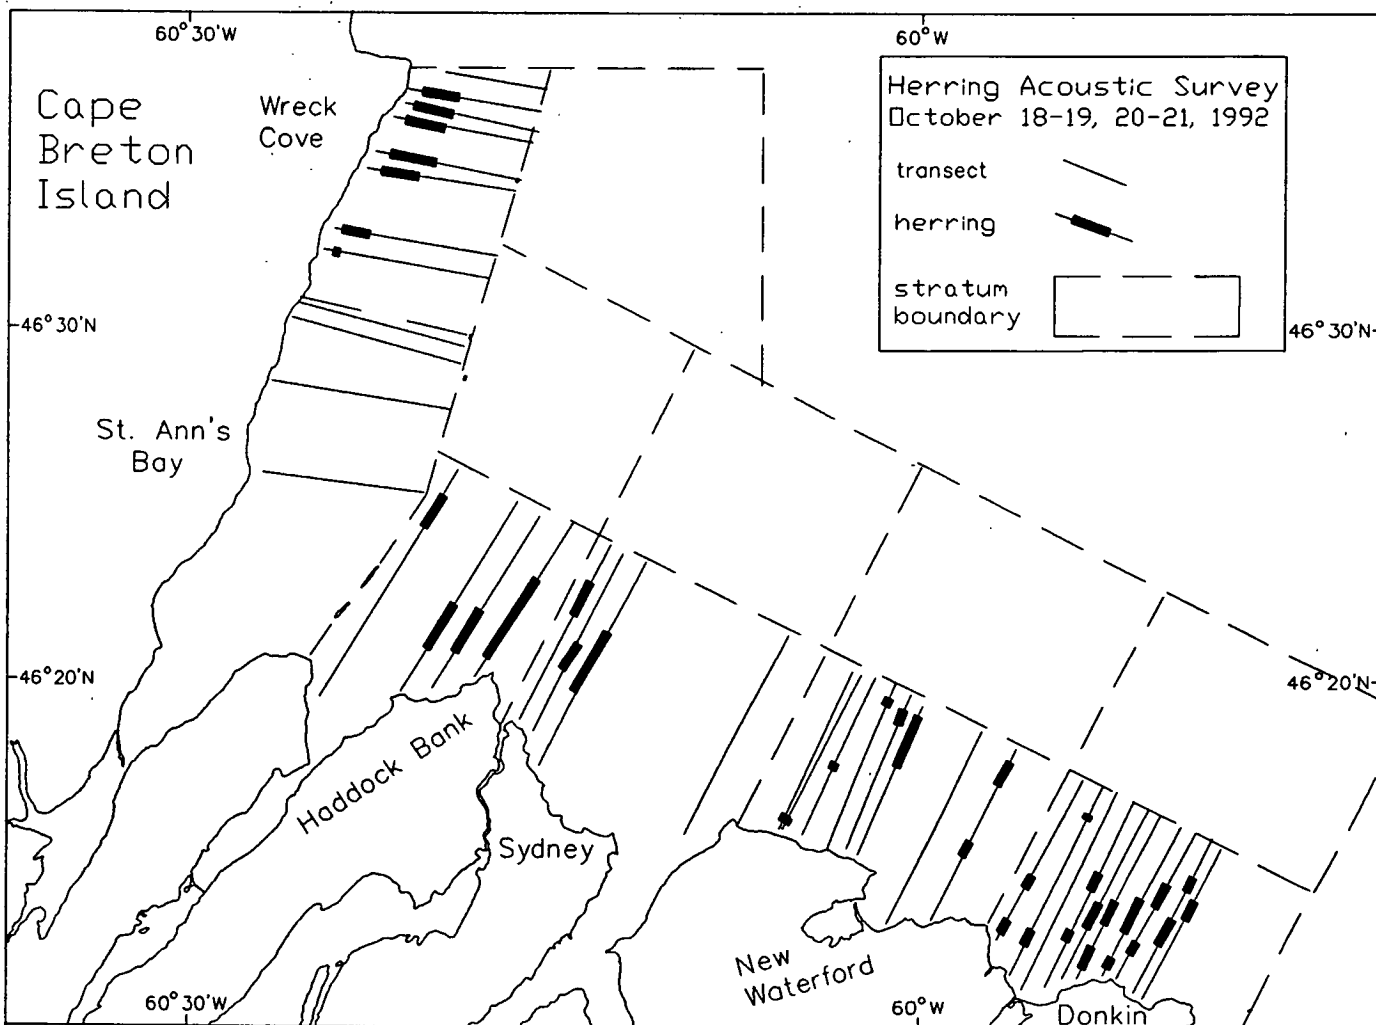 60°30'W
60°W
Cape
Breton
Island
Wreck
Cove
Herring Acoustic Survey
October 18-19, 20-21, 1992
transect
herring
stratum
boundary
46°30'N
46°30'N
St. Ann's
Bay
46°20'N
46°20'N
Haddock Bank
Sydney
New
Waterford
60°30'W
60°W
Donkin